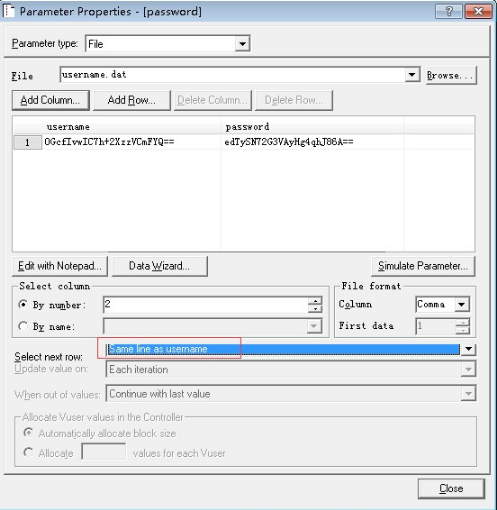 Parameter Properties - [password]
Parameter type: File
File username.dat Browse...
Add Column... Add Row... Delete Column... Delete Row...
username password
1 OGcfIvwIC7h+2XzzVCmFYQ== edTySN72G3VAyHg4qhJ86A==
Edit with Notepad... Data Wizard... Simulate Parameter...
Select column File format
By number: 2 Column Comma
By name: First data 1
Select next row: Same line as username
Update value on: Each iteration
When out of values: Continue with last value
Allocate Vuser values in the Controller
Automatically allocate block size
Allocate values for each Vuser
Close